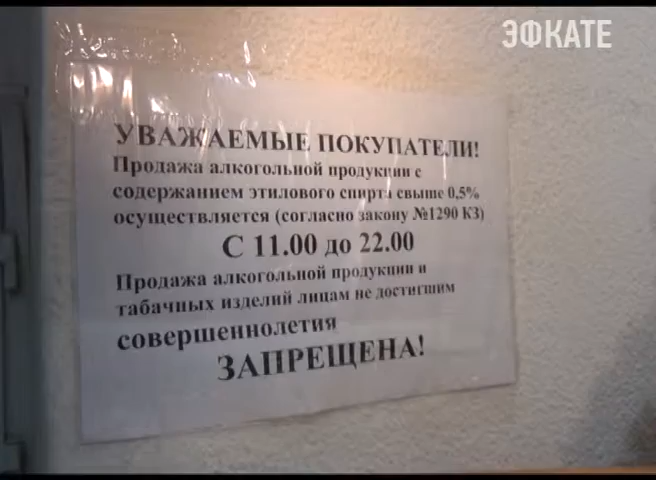 ЭФКАТЕ
УВАЖАЕМЫЕ ПОКУПАТЕЛИ!
Продажа алкогольной продукции с
содержанием этилового спирта свыше 0,5%
осуществляется (согласно закону №1290 КЗ)
С 11.00 до 22.00
Продажа алкогольной продукции и
табачных изделий лицам не достигшим
совершеннолетия
ЗАПРЕЩЕНА!